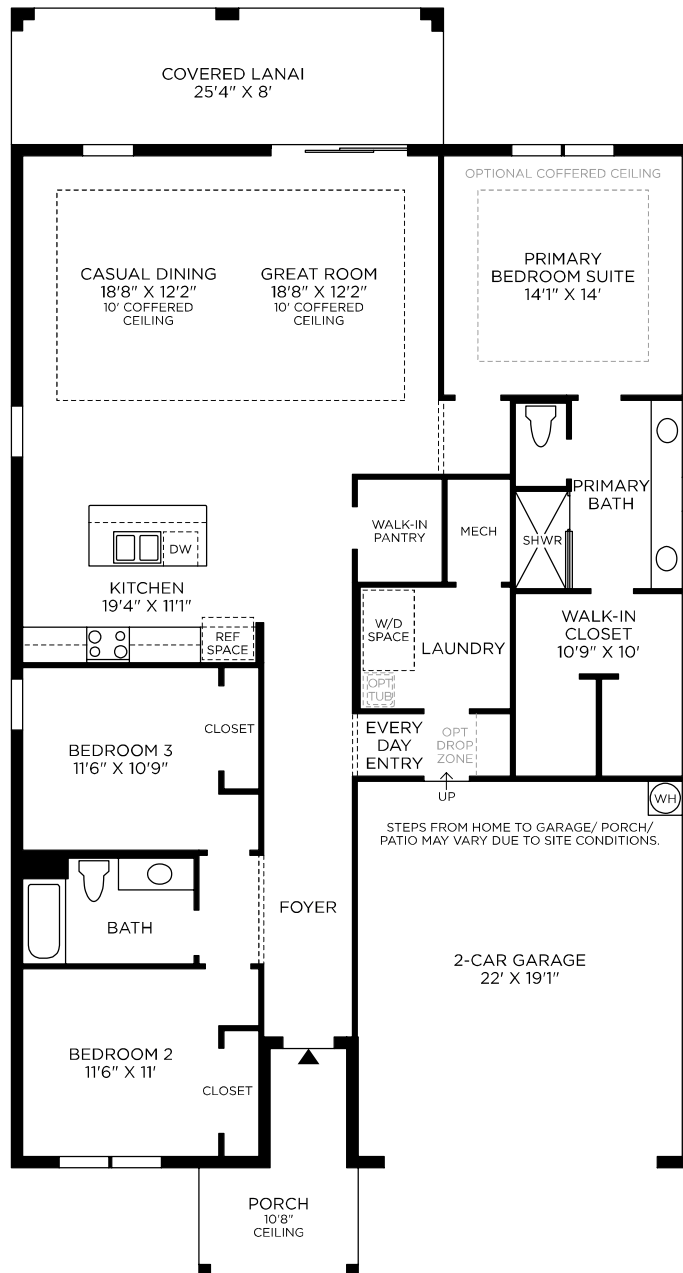 COVERED LANAI
25'4" X 8'
OPTIONAL COFFERED CEILING
CASUAL DINING
18'8" X 12'2"
10' COFFERED
CEILING
GREAT ROOM
18'8" X 12'2"
10' COFFERED
CEILING
PRIMARY
BEDROOM SUITE
14'1" X 14'
PRIMARY
BATH
WALK-IN
PANTRY
MECH
SHWR
DW
KITCHEN
19'4" X 11'1"
REF
SPACE
W/D
SPACE
LAUNDRY
OPT
TUB
WALK-IN
CLOSET
10'9" X 10'
CLOSET
BEDROOM 3
11'6" X 10'9"
EVERY
DAY
ENTRY
OPT
DROP
ZONE
UP
WH
STEPS FROM HOME TO GARAGE/ PORCH/
PATIO MAY VARY DUE TO SITE CONDITIONS.
BATH
FOYER
2-CAR GARAGE
22' X 19'1"
BEDROOM 2
11'6" X 11'
CLOSET
PORCH
10'8"
CEILING